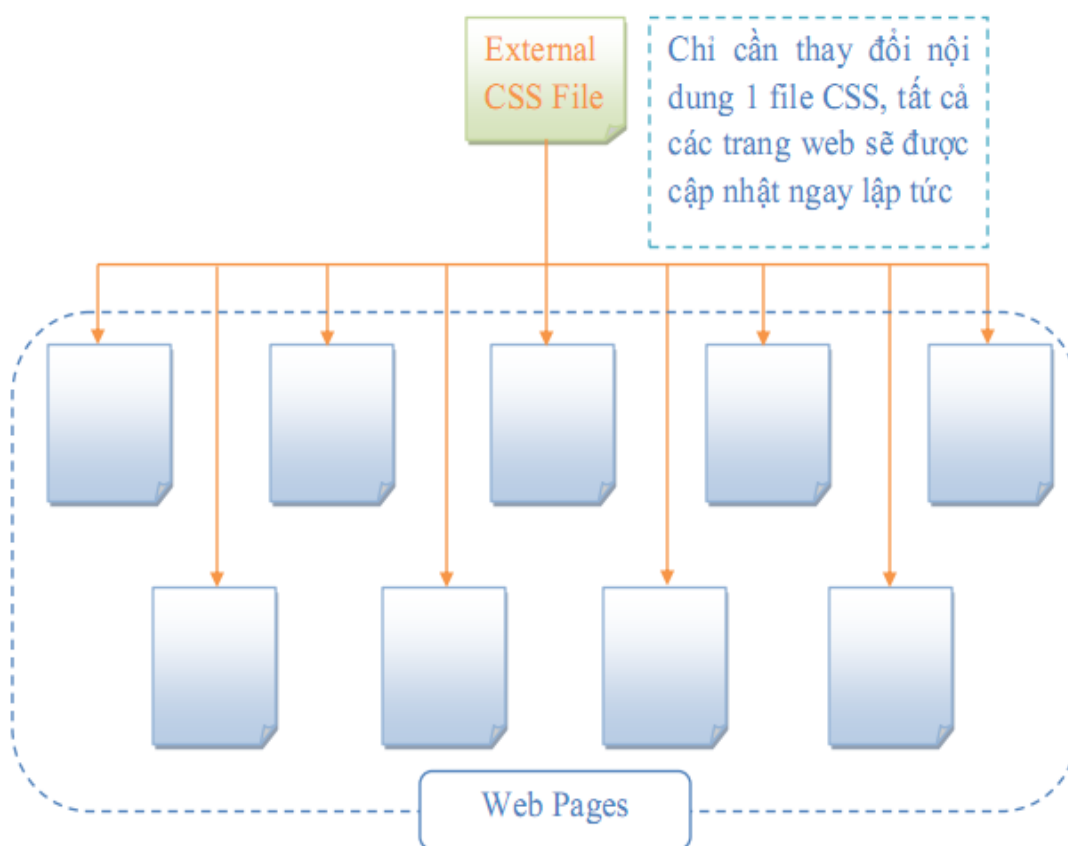 External
CSS File
Chỉ cần thay đổi nội
dung 1 file CSS, tất cả
các trang web sẽ được
cập nhật ngay lập tức
Web Pages